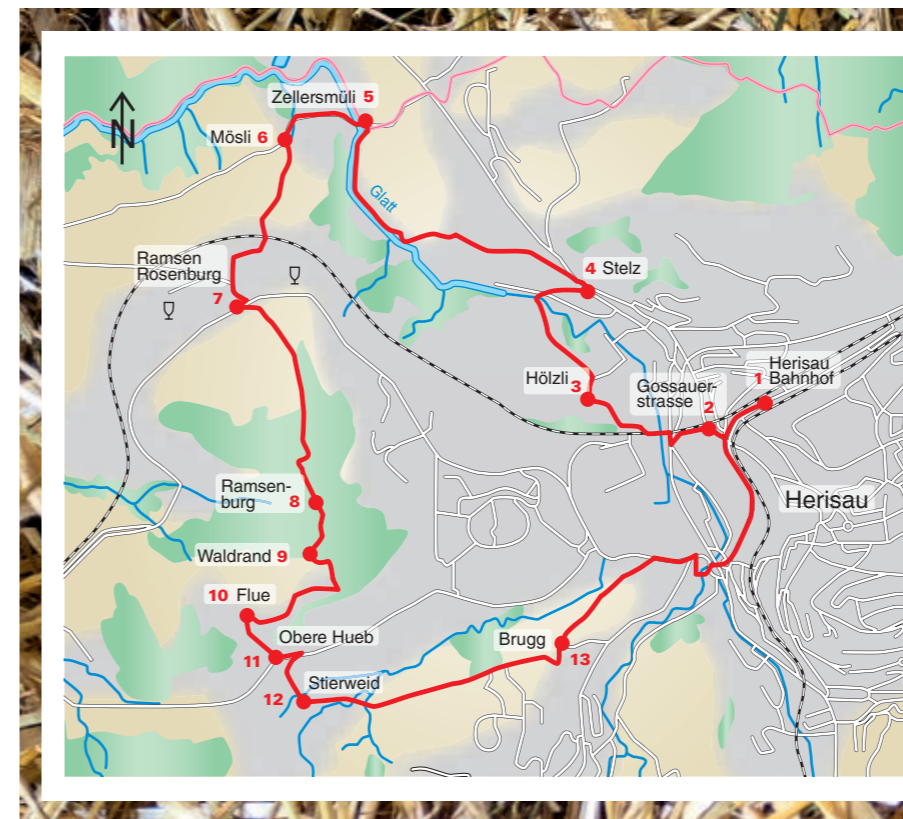 Zellersmüli 5
N
Mösli 6
Glatt
Ramsen
Rosenburg
7
4 Stelz
Hölzli 3
Gossauer-
strasse
2
1
Herisau
Bahnhof
Herisau
Ramsen-
burg 8
Waldrand 9
10 Flue
Obere Hueb
11
Brugg
13
Stierweid
12